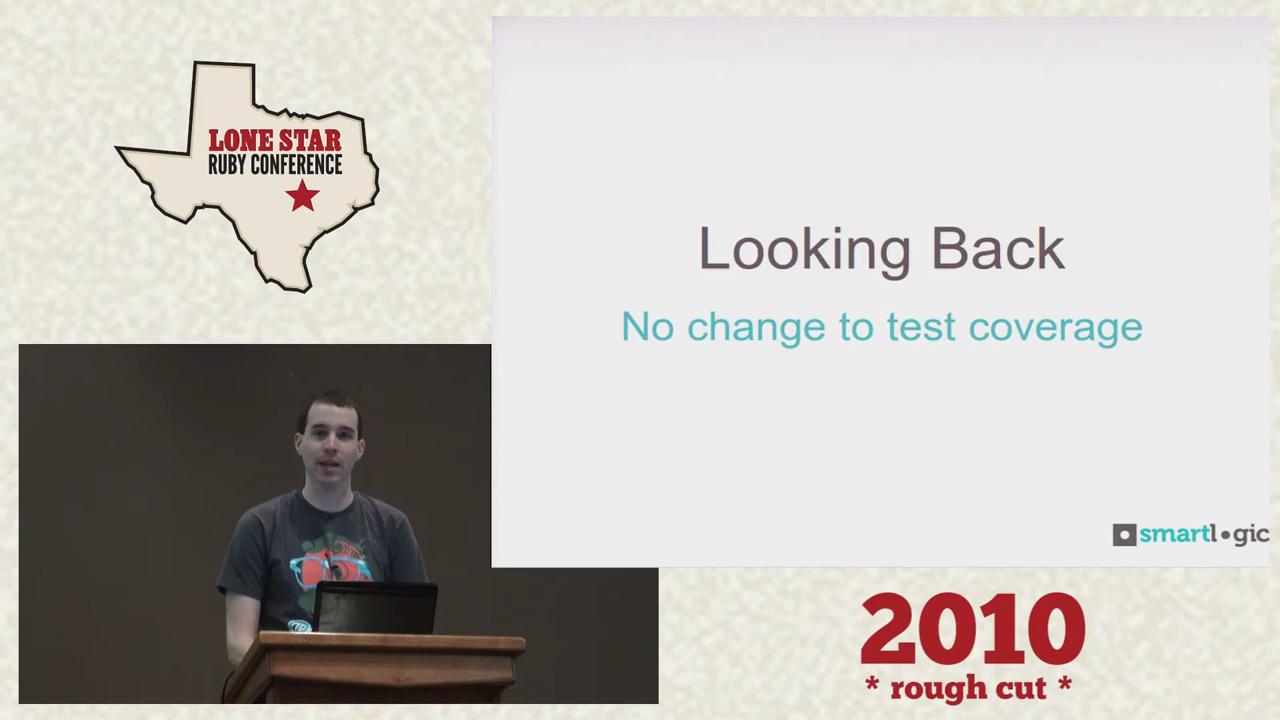 LONE STAR
RUBY CONFERENCE
Looking Back
No change to test coverage
smartlogic
2010
* rough cut *